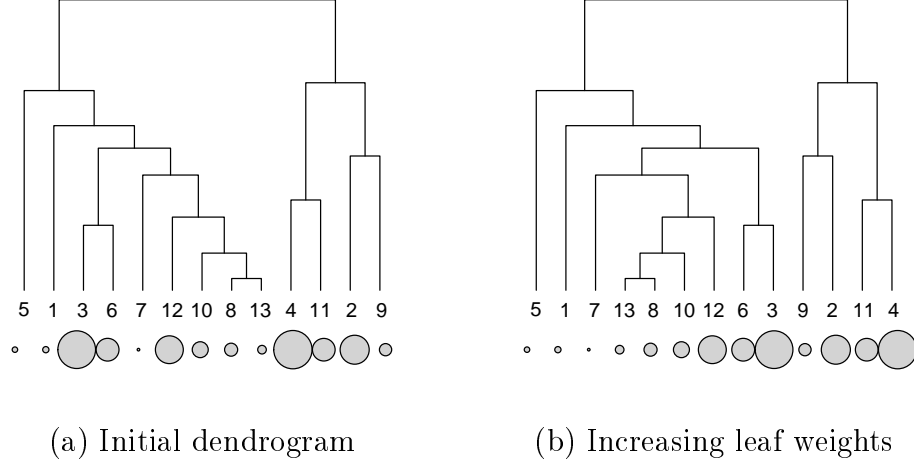 5 1 3 6 7 12 10 8 13 4 11 2 9
5 1 7 13 8 10 12 6 3 9 2 11 4
(a) Initial dendrogram
(b) Increasing leaf weights